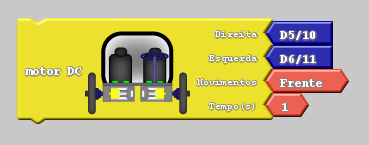 Direita D5/10
Esquerda D6/11
motor DC
Movimentos Frente
Tempo(s) 1